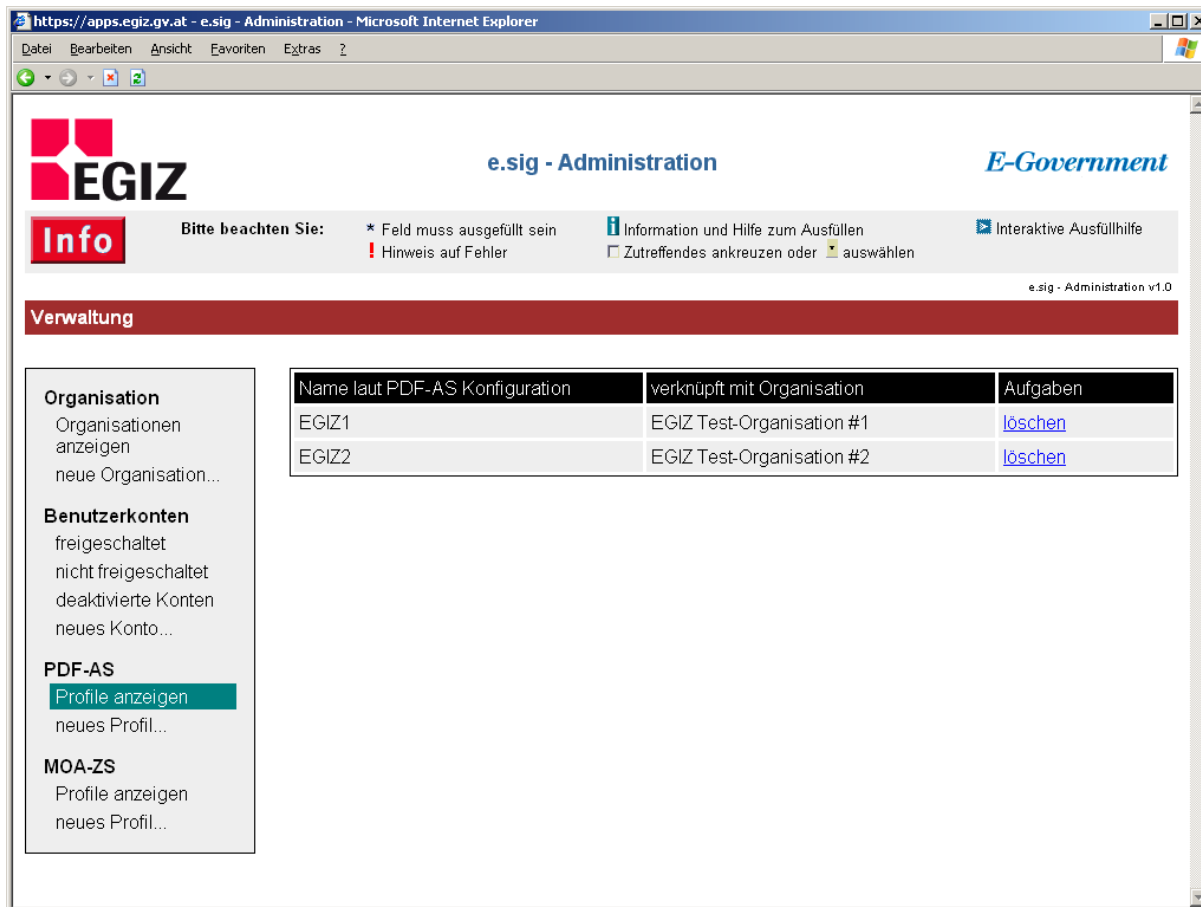 https://apps.egiz.gv.at - e.sig - Administration - Microsoft Internet Explorer
Datei Bearbeiten Ansicht Favoriten Extras ?
EGIZ
e.sig - Administration
E-Government
Info
Bitte beachten Sie:
* Feld muss ausgefüllt sein
! Hinweis auf Fehler
i Information und Hilfe zum Ausfüllen
Zutreffendes ankreuzen oder auswählen
Interaktive Ausfüllhilfe
e.sig - Administration v1.0
Verwaltung
Organisation
Organisationen
anzeigen
neue Organisation...
Benutzerkonten
freigeschaltet
nicht freigeschaltet
deaktivierte Konten
neues Konto...
PDF-AS
Profile anzeigen
neues Profil...
MOA-ZS
Profile anzeigen
neues Profil...
Name laut PDF-AS Konfiguration verknüpft mit Organisation Aufgaben
EGIZ1 EGIZ Test-Organisation #1 löschen
EGIZ2 EGIZ Test-Organisation #2 löschen